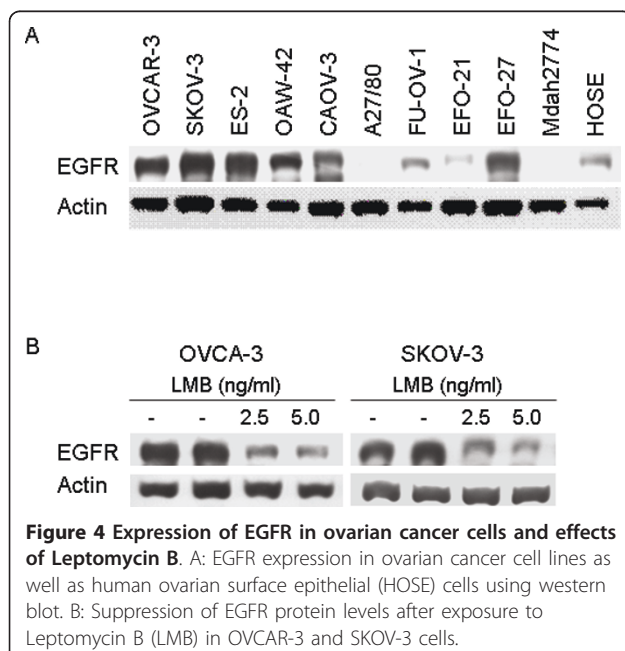 A
OVCAR-3 SKOV-3 ES-2 OAW-42 CAOV-3 A27/80 FU-OV-1 EFO-21 EFO-27 Mdah2774 HOSE
EGFR
Actin
B
OVCA-3 SKOV-3
LMB (ng/ml) LMB (ng/ml)
- - 2.5 5.0 - - 2.5 5.0
EGFR
Actin
Figure 4 Expression of EGFR in ovarian cancer cells and effects
of Leptomycin B. A: EGFR expression in ovarian cancer cell lines as
well as human ovarian surface epithelial (HOSE) cells using western
blot. B: Suppression of EGFR protein levels after exposure to
Leptomycin B (LMB) in OVCAR-3 and SKOV-3 cells.